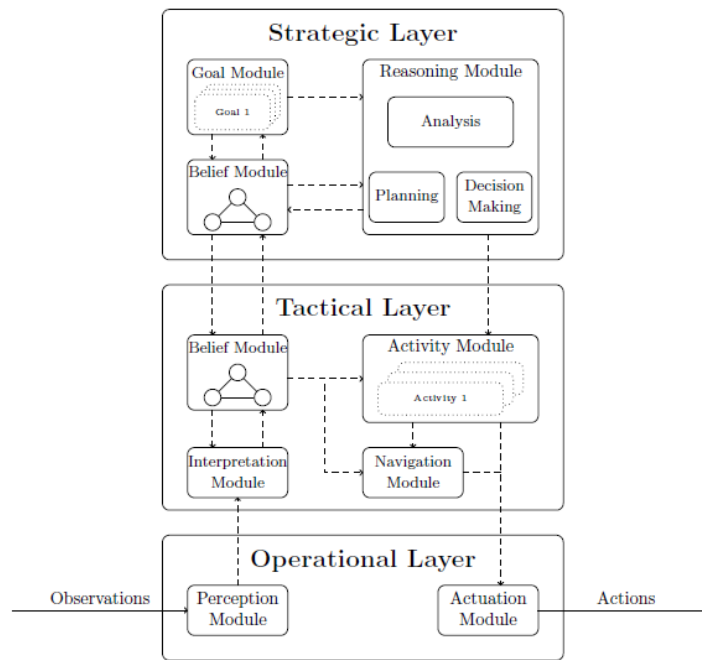 Strategic Layer
Goal Module
Goal 1
Reasoning Module
Analysis
Belief Module
Planning
Decision
Making
Tactical Layer
Belief Module
Activity Module
Activity 1
Interpretation
Module
Navigation
Module
Operational Layer
Observations
Perception
Module
Actuation
Module
Actions